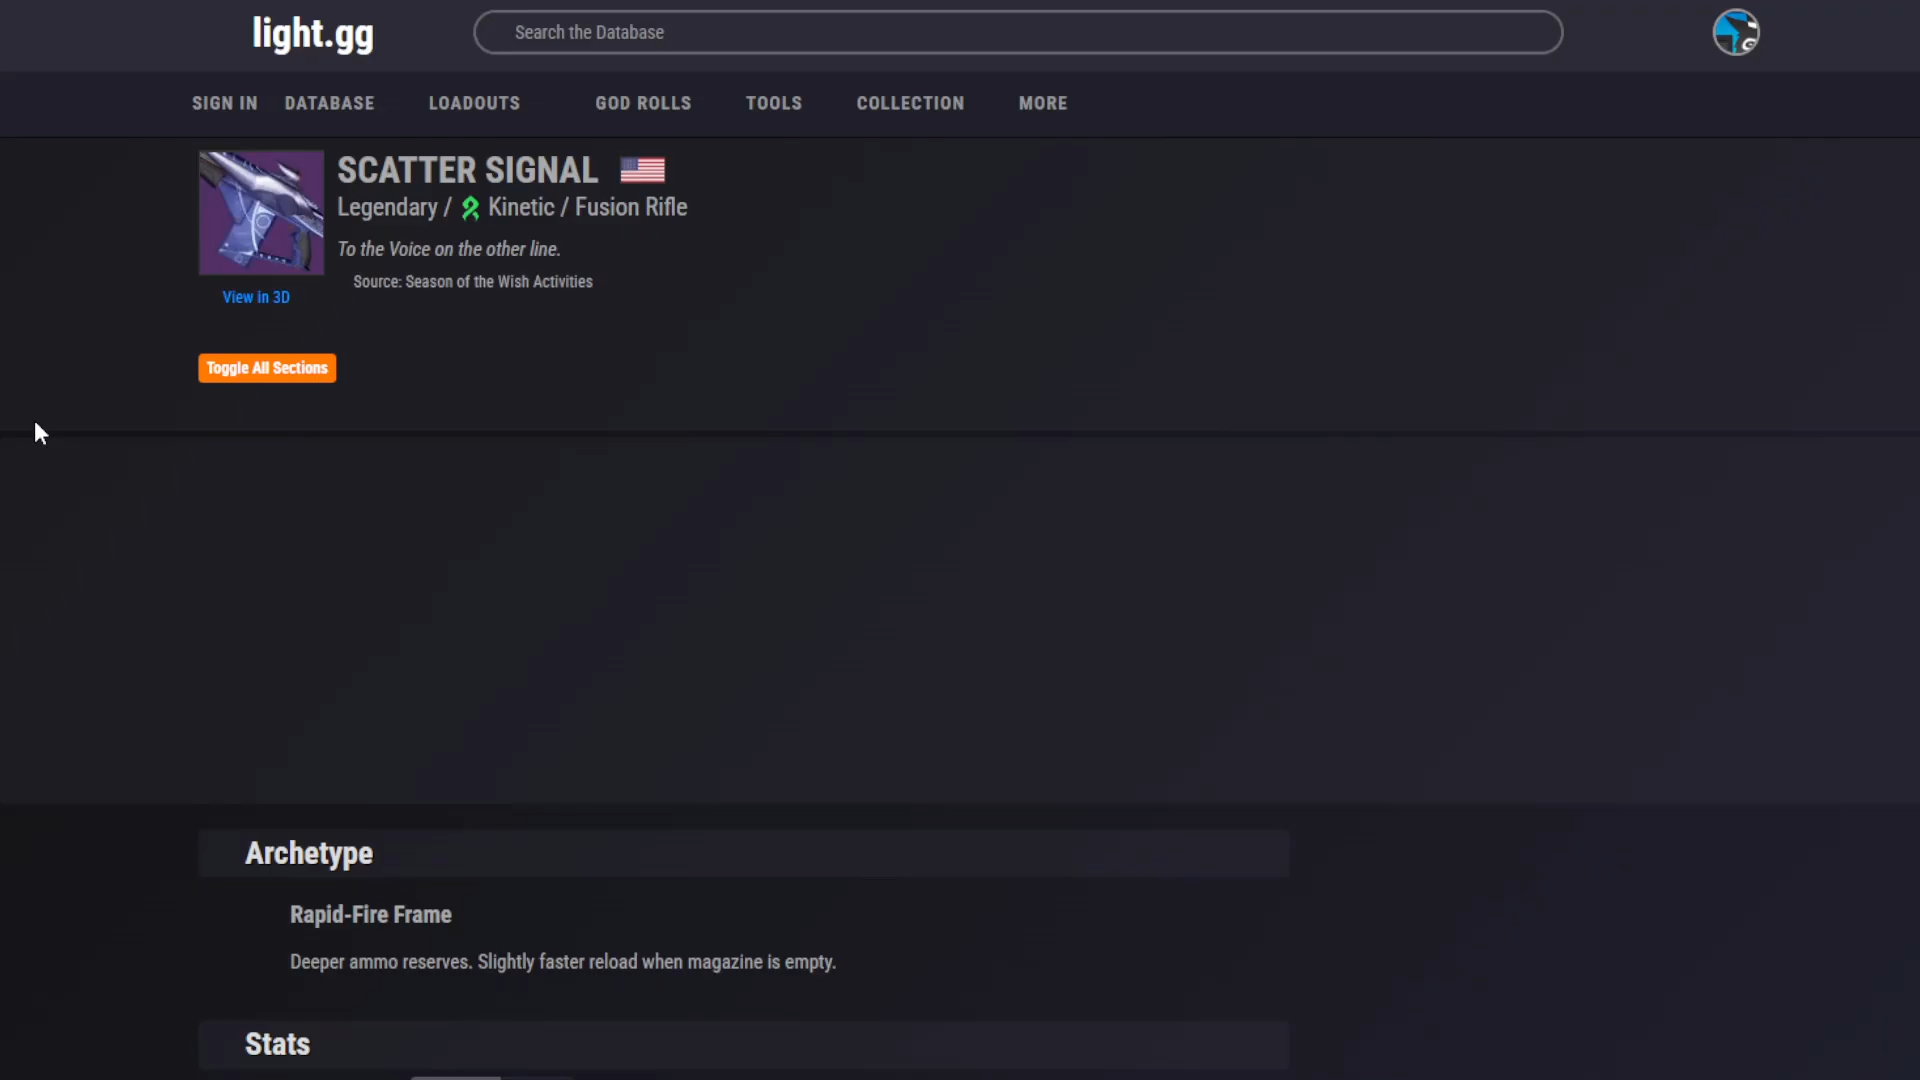 light.gg
Search the Database
SIGN IN DATABASE LOADOUTS GOD ROLLS TOOLS COLLECTION MORE
SCATTER SIGNAL
Legendary / Kinetic / Fusion Rifle
To the Voice on the other line.
Source: Season of the Wish Activities
View in 3D
Toggle All Sections
Archetype
Rapid-Fire Frame
Deeper ammo reserves. Slightly faster reload when magazine is empty.
Stats